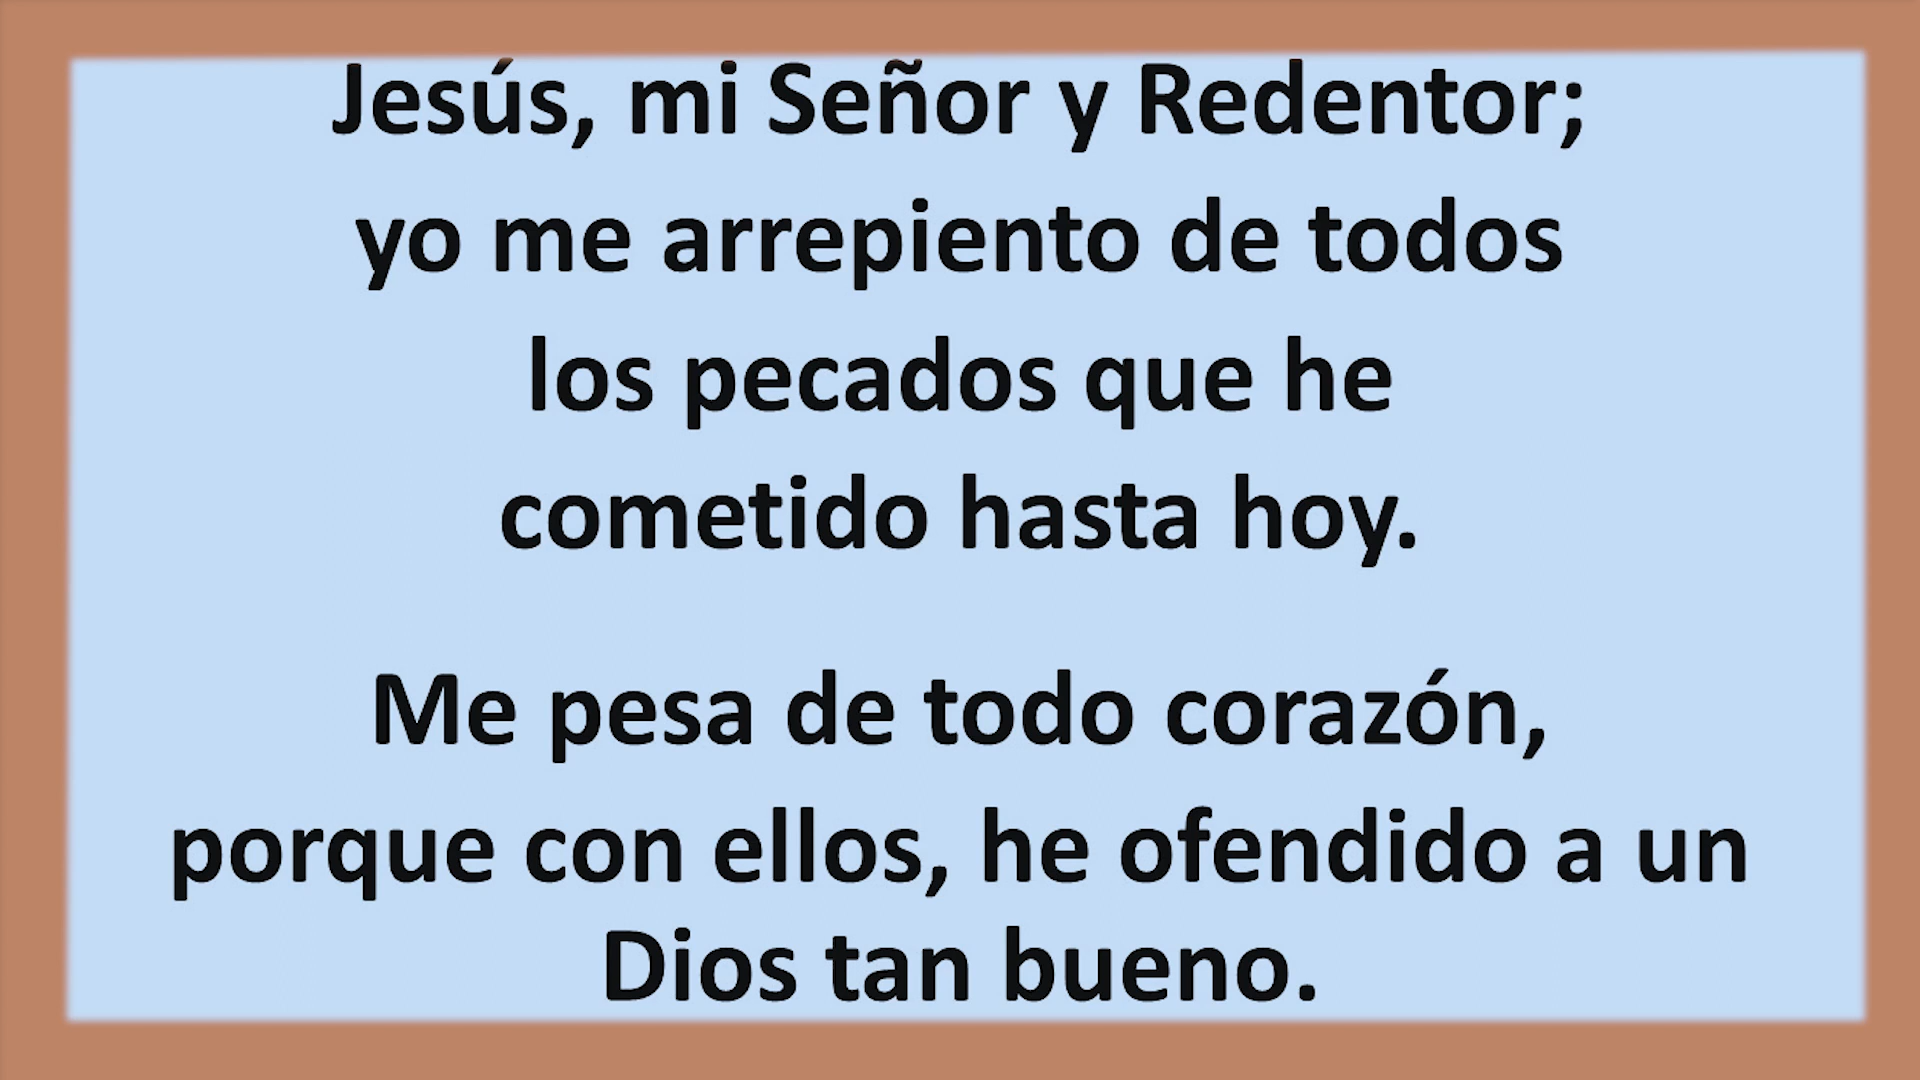 Jesús, mi Señor y Redentor;
yo me arrepiento de todos
los pecados que he
cometido hasta hoy.
Me pesa de todo corazón,
porque con ellos, he ofendido a un
Dios tan bueno.